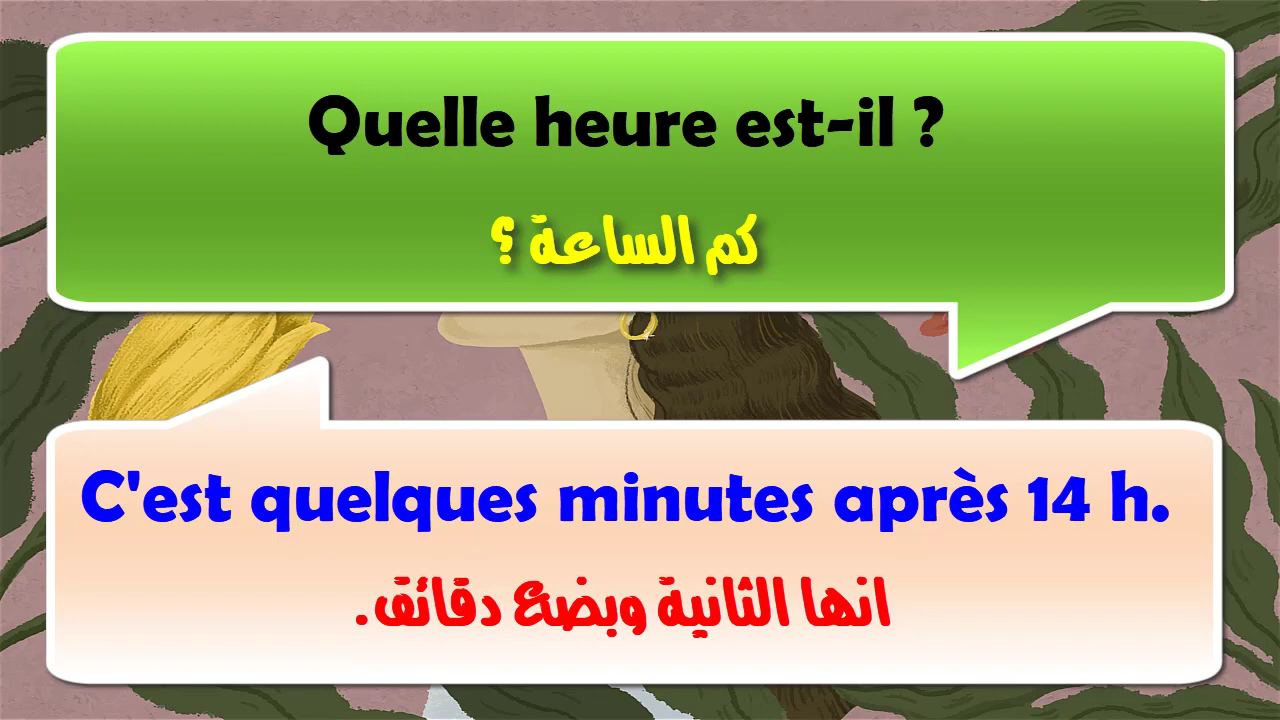 Quelle heure est-il ?
كم الساعة ؟
C'est quelques minutes après 14 h.
انها الثانية وبضع دقائق.